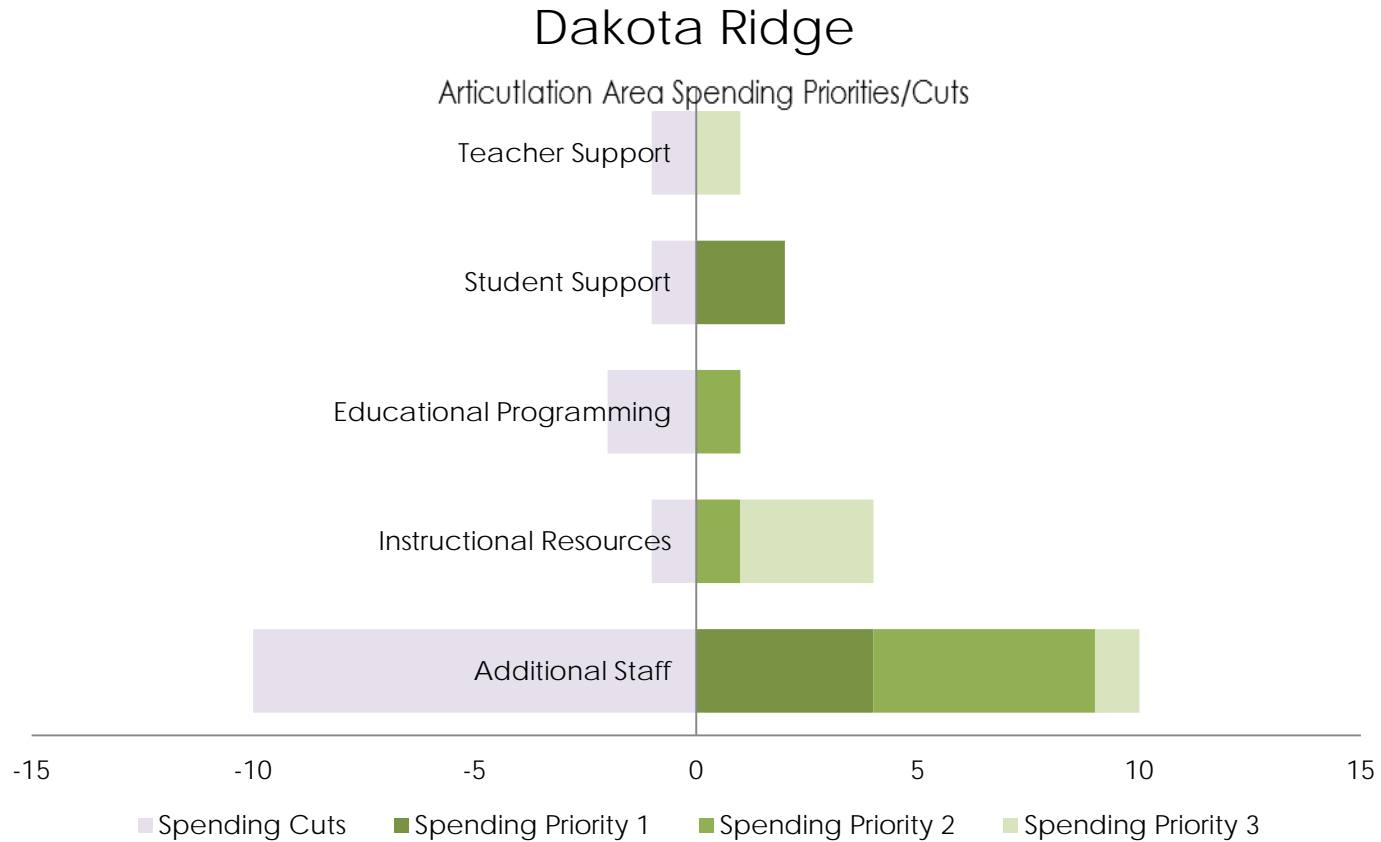 Dakota Ridge
Articutlation Area Spending Priorities/Cuts
Teacher Support
Student Support
Educational Programming
Instructional Resources
Additional Staff
-15 -10 -5 0 5 10 15
Spending Cuts Spending Priority 1 Spending Priority 2 Spending Priority 3